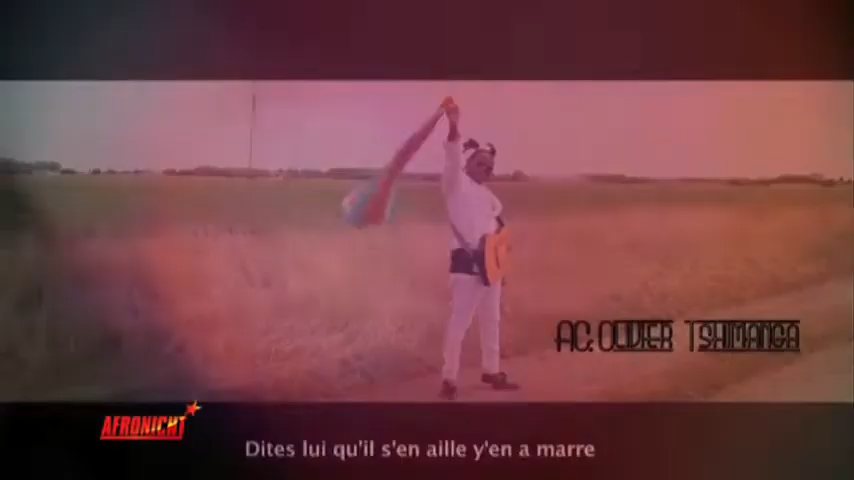 AC: OLIVIER TSHIMANGA
AFRONIGHT
Dites lui qu'il s'en aille y'en a marre